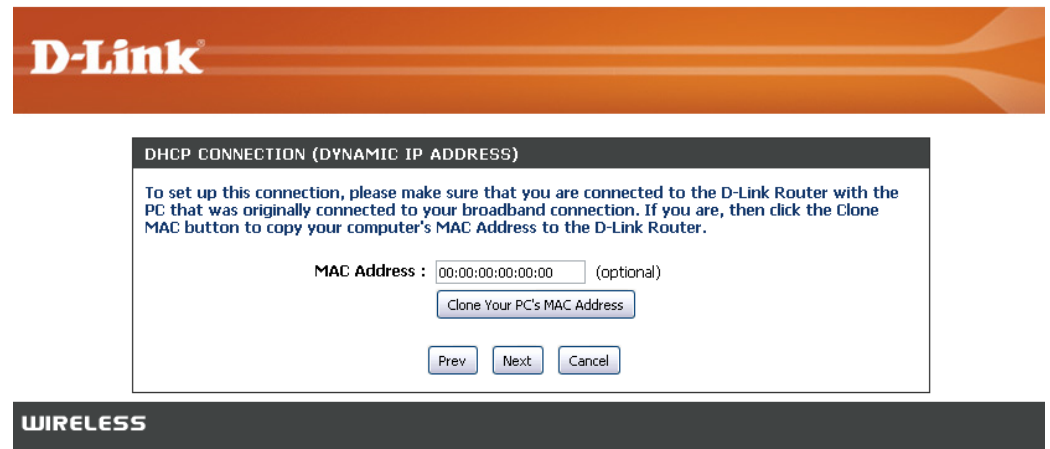 D-Link®
DHCP CONNECTION (DYNAMIC IP ADDRESS)
To set up this connection, please make sure that you are connected to the D-Link Router with the
PC that was originally connected to your broadband connection. If you are, then click the Clone
MAC button to copy your computer's MAC Address to the D-Link Router.
MAC Address : 00:00:00:00:00:00 (optional)
Clone Your PC's MAC Address
Prev Next Cancel
WIRELESS